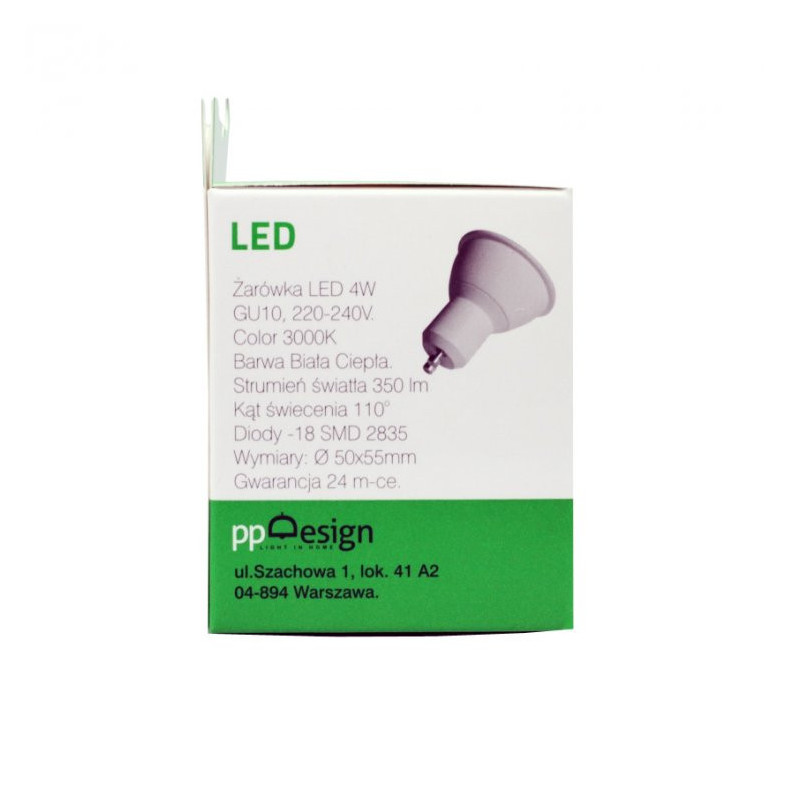 LED
Żarówka LED 4W
GU10, 220-240V.
Color 3000K
Barwa Biała Ciepła.
Strumień światła 350 lm
Kąt świecenia 110°
Diody -18 SMD 2835
Wymiary: Ø 50x55mm
Gwarancja 24 m-ce.
ppDesign
LIGHT IN HOME
ul.Szachowa 1, lok. 41 A2
04-894 Warszawa.